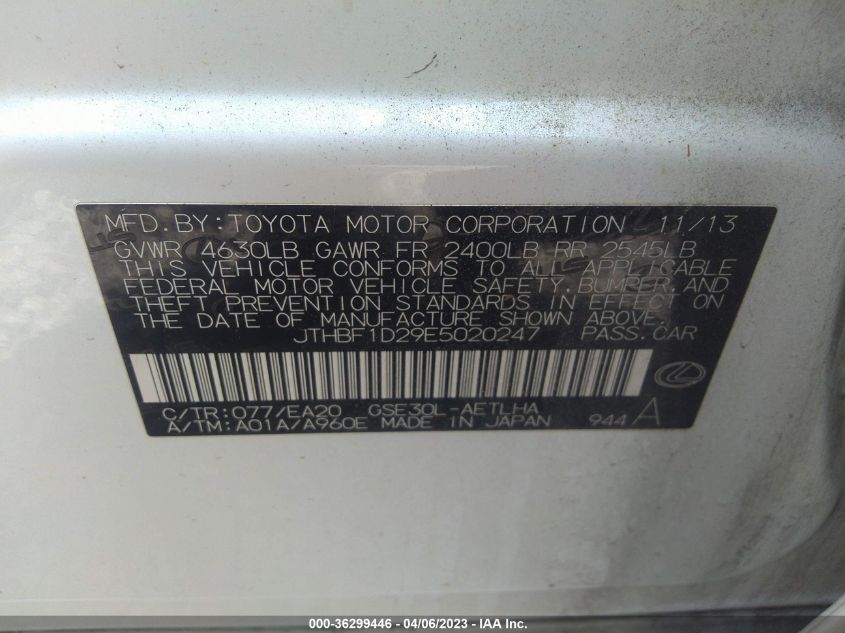 MFD. BY: TOYOTA MOTOR CORPORATION 11/13
GVWR 4630LB GAWR FR 2400LB RR 2545LB
THIS VEHICLE CONFORMS TO ALL APPLICABLE
FEDERAL MOTOR VEHICLE SAFETY, BUMPER, AND
THEFT PREVENTION STANDARDS IN EFFECT ON
THE DATE OF MANUFACTURE SHOWN ABOVE.
JTHBF1D29E5020247 PASS. CAR
C/TR: 077/EA20 GSE30L-AETLHA
A/TM: A01A/A960E MADE IN JAPAN 944 A
000-36299446 - 04/06/2023 - IAA Inc.